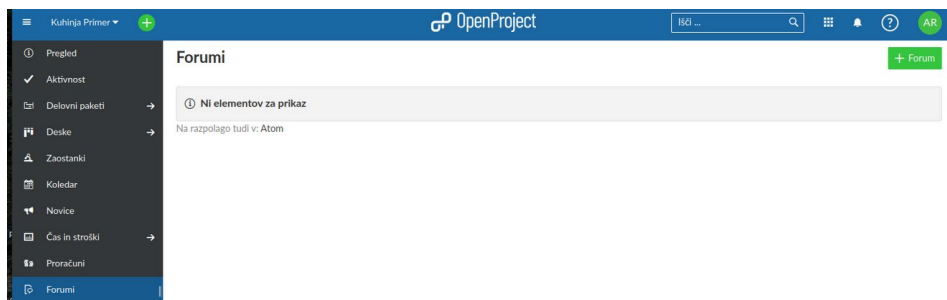 Kuhinja Primer
OpenProject
Išči ...
AR
Pregled
Aktivnost
Delovni paketi
Deske
Zaostanki
Koledar
Novice
Čas in stroški
Proračuni
Forumi
Forumi
+ Forum
Ni elementov za prikaz
Na razpolago tudi v: Atom